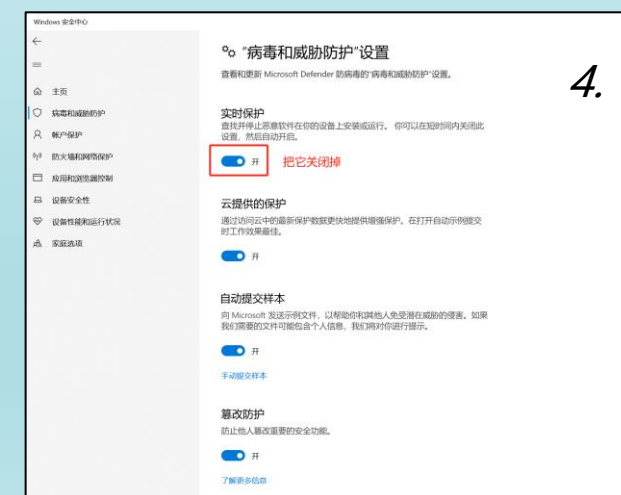 Windows 安全中心
"病毒和威胁防护"设置
查看和更新 Microsoft Defender 防病毒的"病毒和威胁防护"设置。
4.
主页
病毒和威胁防护
帐户保护
防火墙和网络保护
应用和浏览器控制
设备安全性
设备性能和运行状况
家庭选项
实时保护
查找并停止恶意软件在你的设备上安装或运行。 你可以在短时间内关闭此
设置，然后自动开启。
开 把它关闭掉
云提供的保护
通过访问云中的最新保护数据更快地提供增强保护。在打开自动示例提交
时工作效果最佳。
开
自动提交样本
向 Microsoft 发送示例文件，以帮助你和其他人免受潜在威胁的侵害。如果
我们需要的文件可能包含个人信息，我们将对你进行提示。
开
手动提交样本
篡改防护
防止他人篡改重要的安全功能。
开
了解更多信息